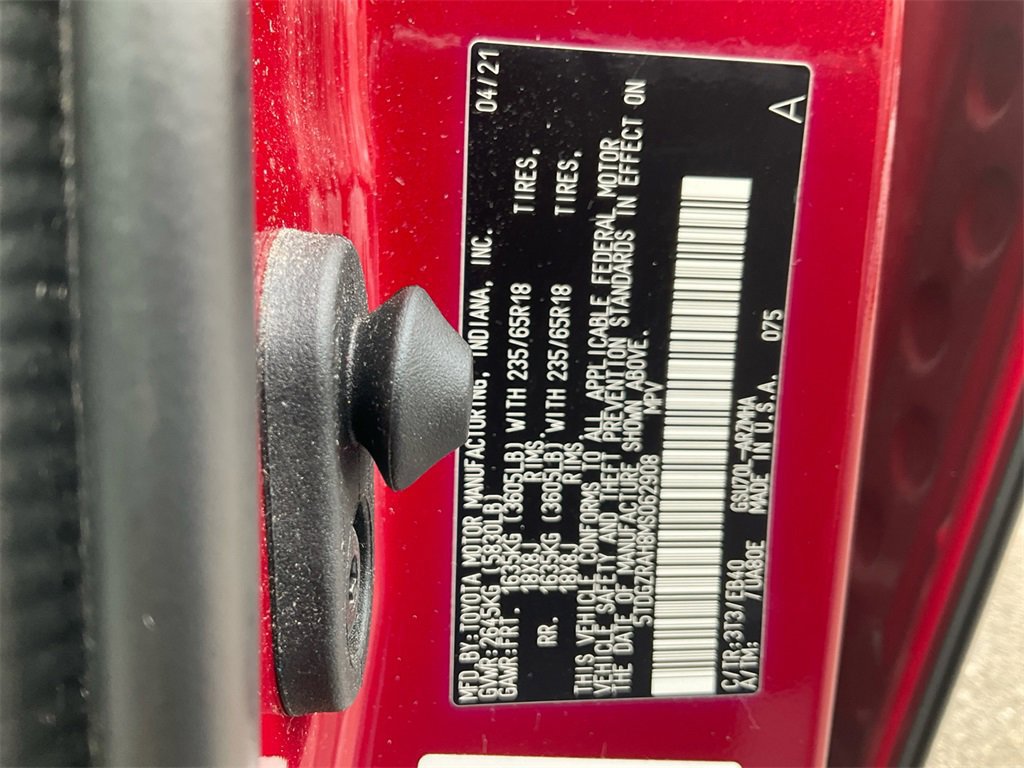 MFD.BY:TOYOTA MOTOR MANUFACTURING, INDIANA, INC. 04/21
GVWR:2645KG (5830LB)
GAWR:FRT. 1635KG (3605LB) WITH 235/65R18 TIRES,
18X8J RIMS,
RR. 1635KG (3605LB) WITH 235/65R18 TIRES,
18X8J RIMS.
THIS VEHICLE CONFORMS TO ALL APPLICABLE FEDERAL MOTOR
VEHICLE SAFETY AND THEFT PREVENTION STANDARDS IN EFFECT ON
THE DATE OF MANUFACTURE SHOWN ABOVE.
5TDGZRAH8MS062908 MPV
C/TR:3T3/EB40 GSU70L-ARZMHA
A/TM: /UA80E MADE IN U.S.A. 075 A